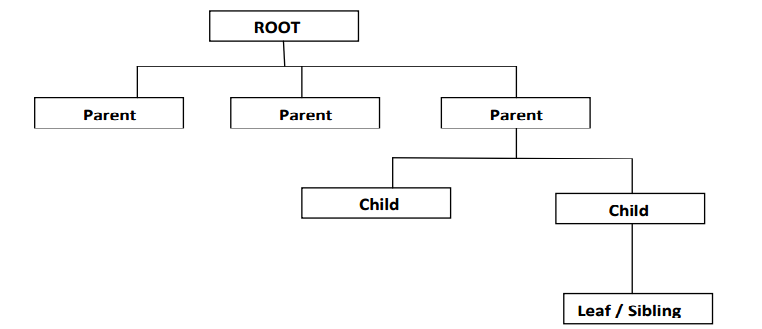 ROOT
Parent
Parent
Parent
Child
Child
Leaf / Sibling